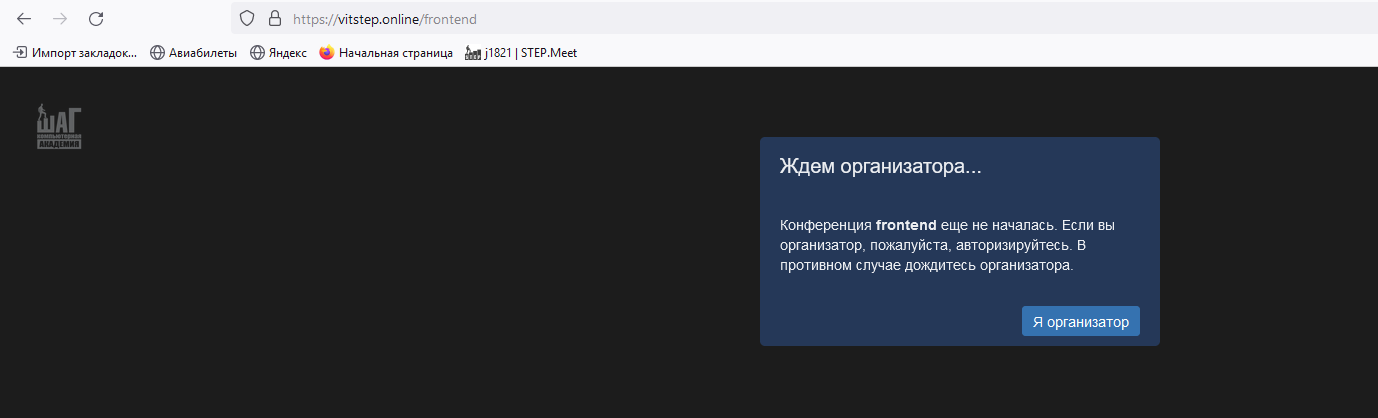 https://vitstep.online/frontend
Импорт закладок... Авиабилеты Яндекс Начальная страница j1821 | STEP.Meet
ШАГ
КОМПЬЮТЕРНАЯ
АКАДЕМИЯ
Ждем организатора...
Конференция frontend еще не началась. Если вы
организатор, пожалуйста, авторизируйтесь. В
противном случае дождитесь организатора.
Я организатор